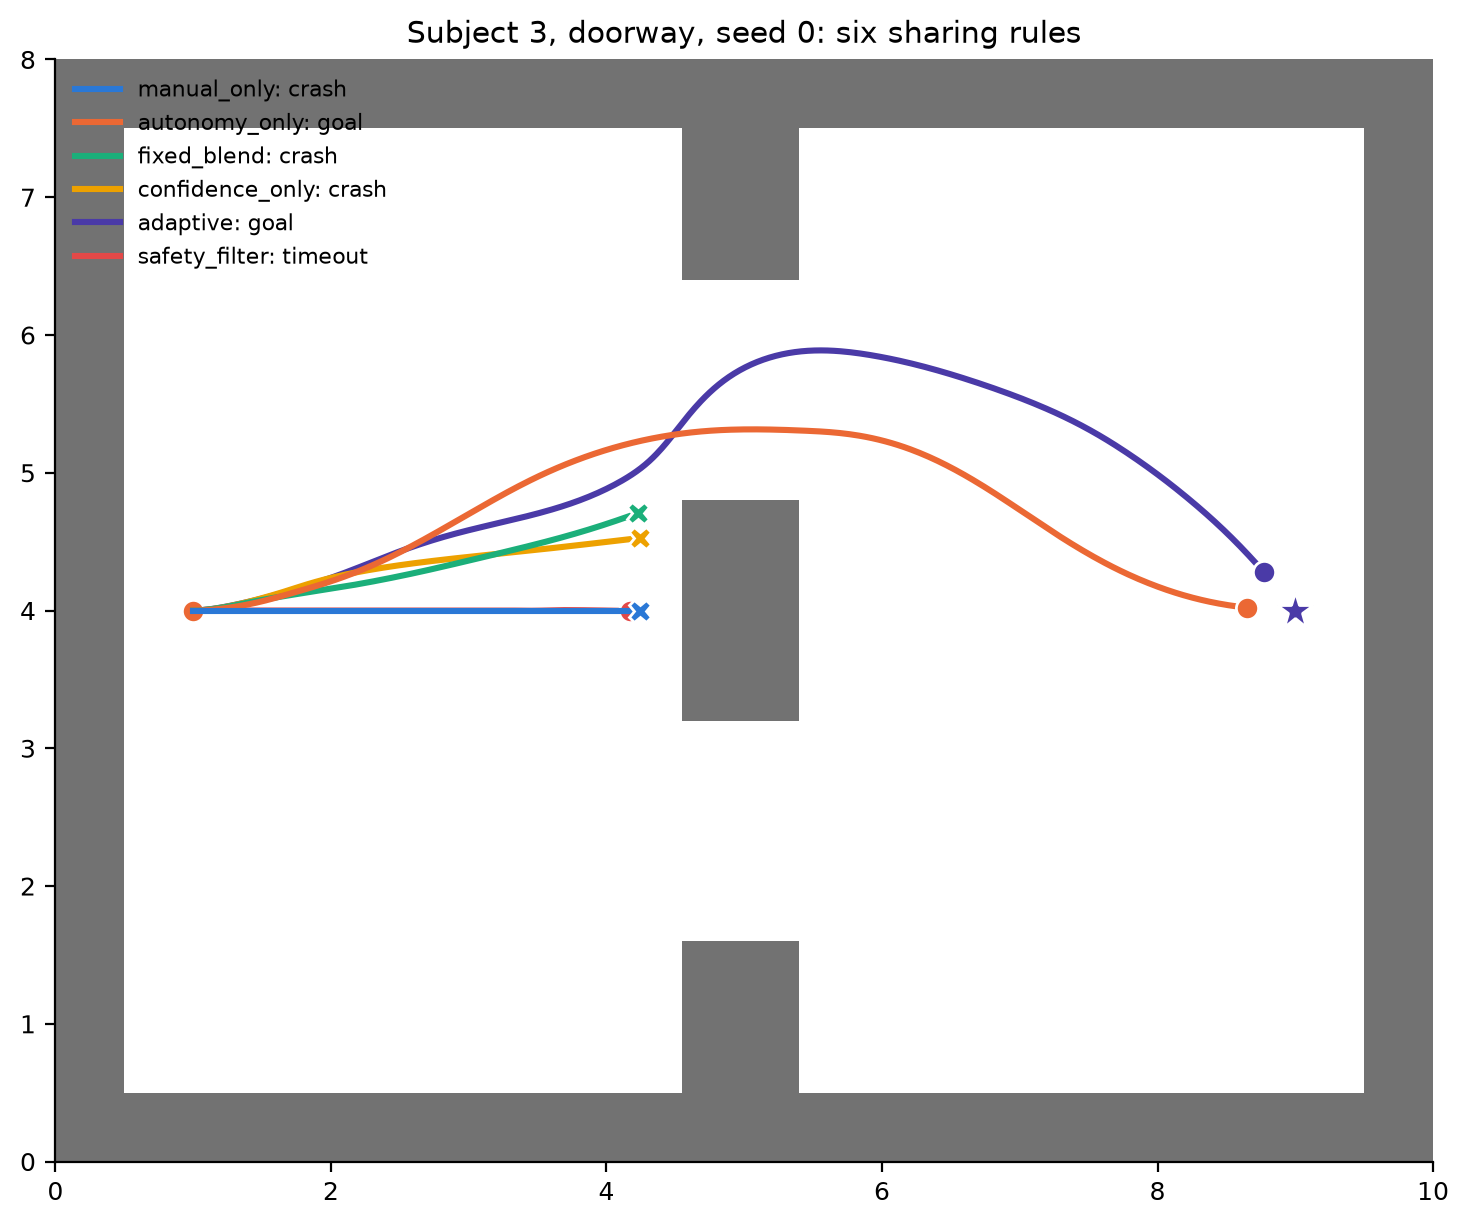 Subject 3, doorway, seed 0: six sharing rules
8
7
6
5
4
3
2
1
0
manual_only: crash
autonomy_only: goal
fixed_blend: crash
confidence_only: crash
adaptive: goal
safety_filter: timeout
0 2 4 6 8 10